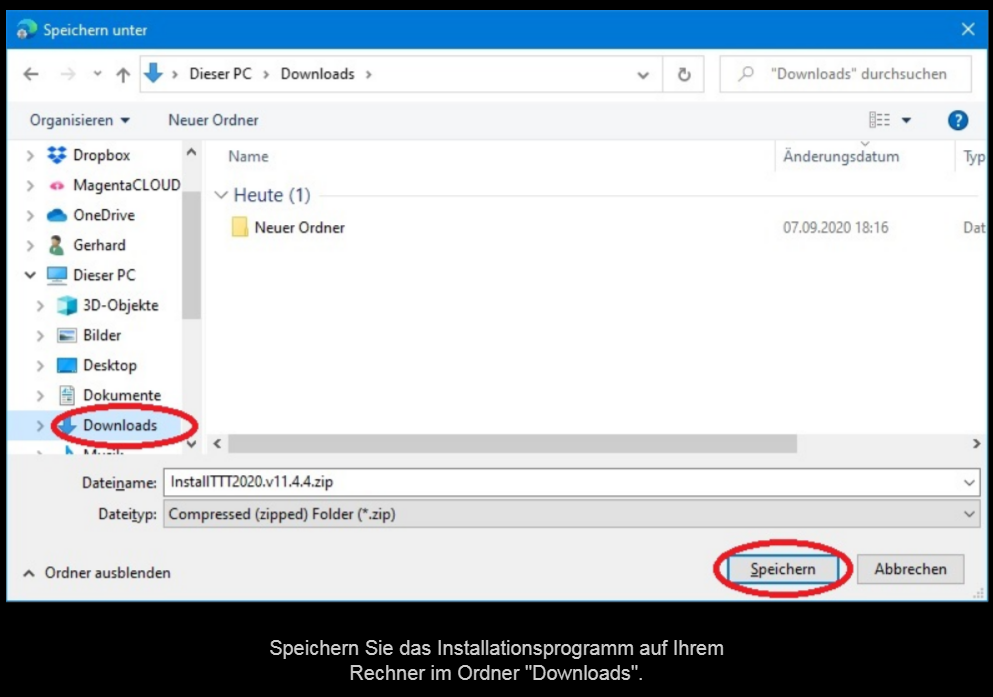 Speichern unter
Dieser PC > Downloads >
"Downloads" durchsuchen
Organisieren
Neuer Ordner
Name
Änderungsdatum
Typ
Dropbox
MagentaCLOUD
OneDrive
Gerhard
Dieser PC
3D-Objekte
Bilder
Desktop
Dokumente
Downloads
Musik
Heute (1)
Neuer Ordner
07.09.2020 18:16
Dat
Dateiname:
InstallTTT2020.v11.4.4.zip
Dateityp:
Compressed (zipped) Folder (*.zip)
Ordner ausblenden
Speichern
Abbrechen
Speichern Sie das Installationsprogramm auf Ihrem
Rechner im Ordner "Downloads".